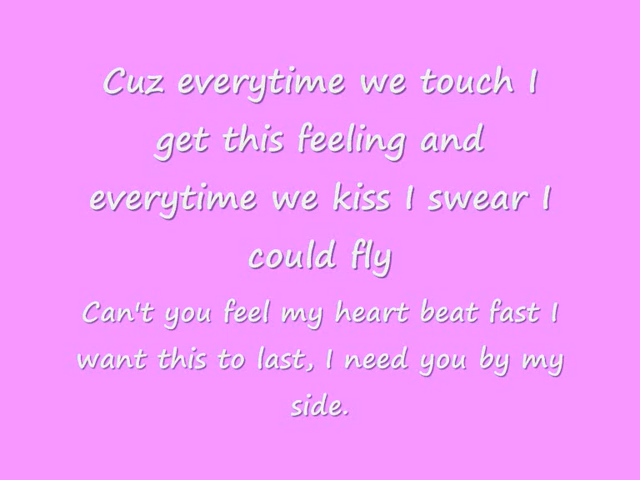 Cuz everytime we touch I
get this feeling and
everytime we kiss I swear I
could fly
Can't you feel my heart beat fast I
want this to last, I need you by my
side.